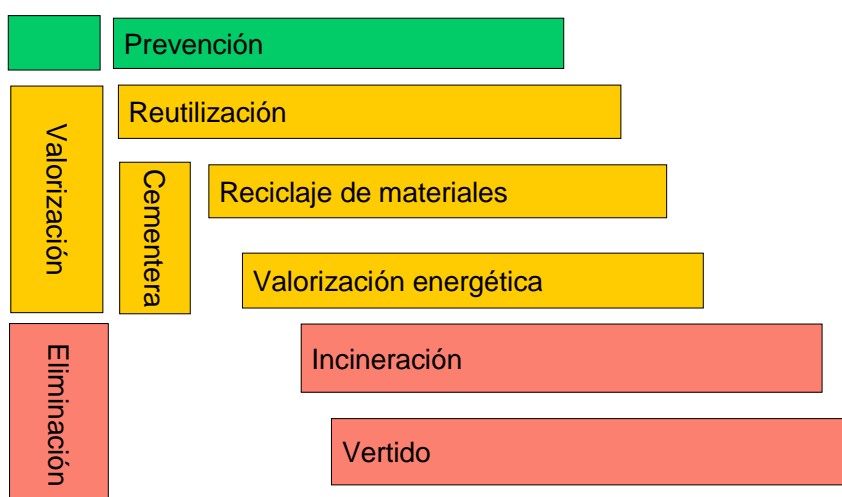 Prevención
Valorización
Reutilización
Cementera
Reciclaje de materiales
Valorización energética
Eliminación
Incineración
Vertido